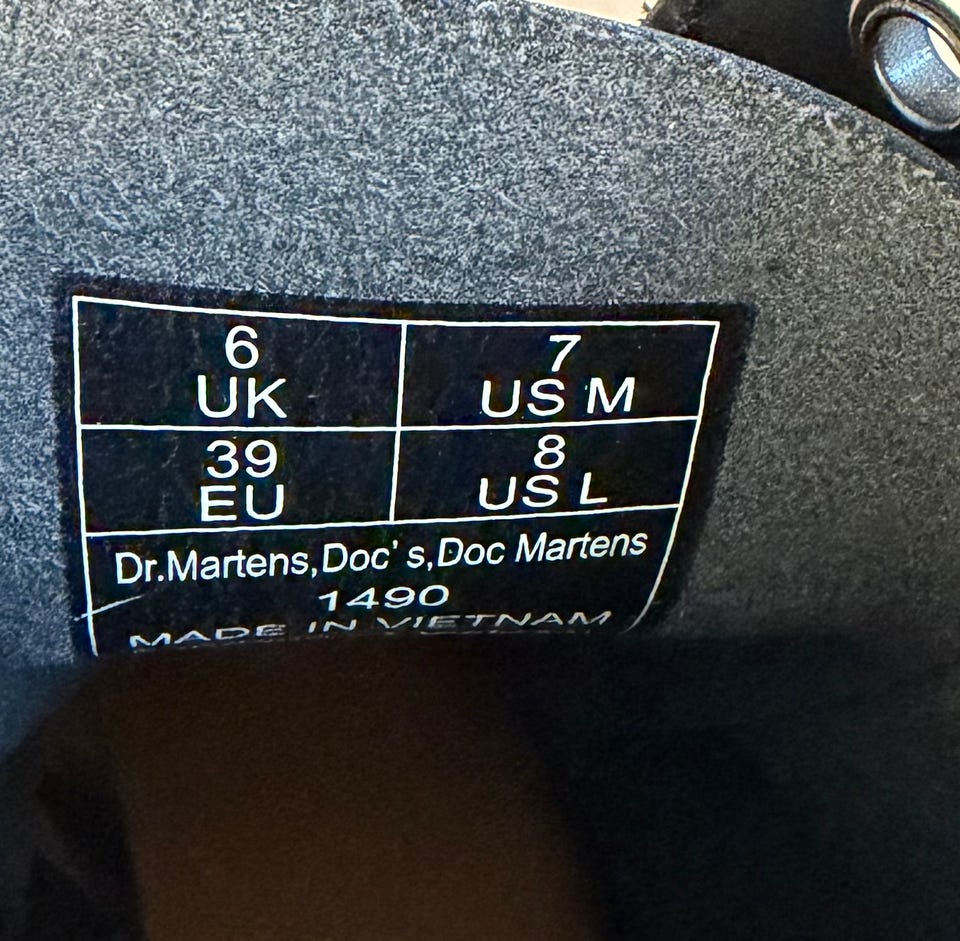 6
UK
7
US M
39
EU
8
US L
Dr.Martens,Doc's,Doc Martens
1490
MADE IN VIETNAM